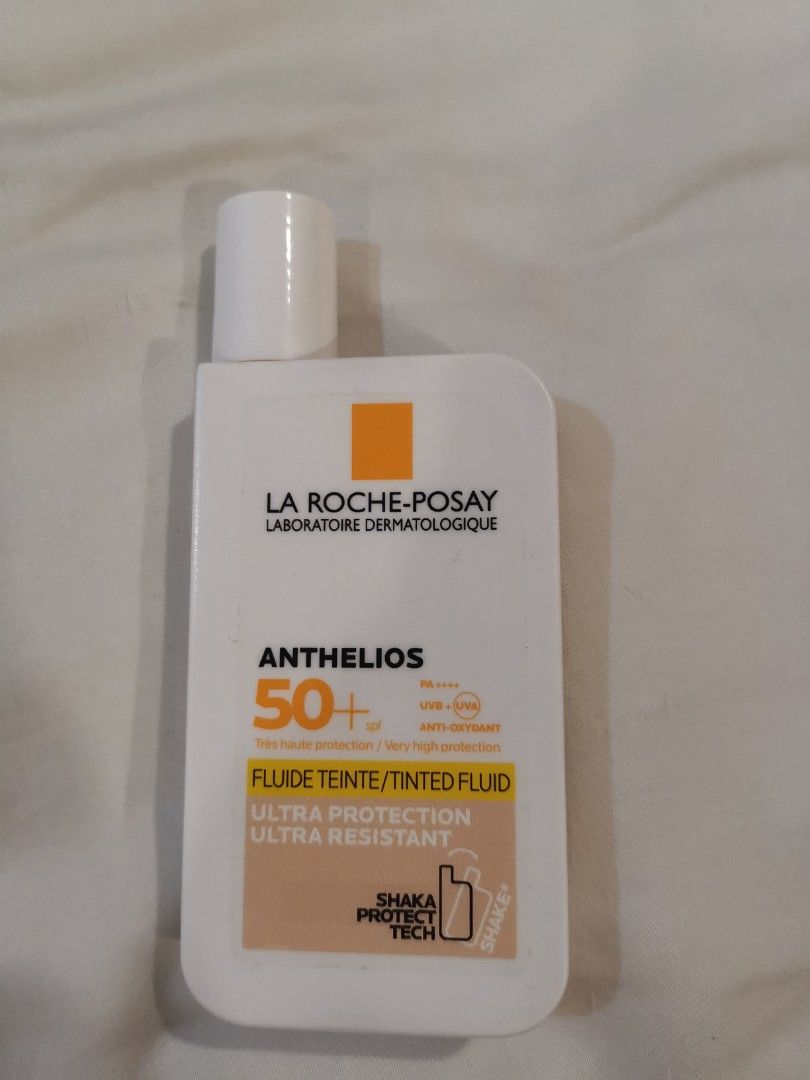 LA ROCHE-POSAY
LABORATOIRE DERMATOLOGIQUE
ANTHELIOS
50+ spf
PA ++++
UVB + UVA
ANTI-OXYDANT
Très haute protection / Very high protection
FLUIDE TEINTE/TINTED FLUID
ULTRA PROTECTION
ULTRA RESISTANT
SHAKA
PROTECT
TECH
SHAKE*